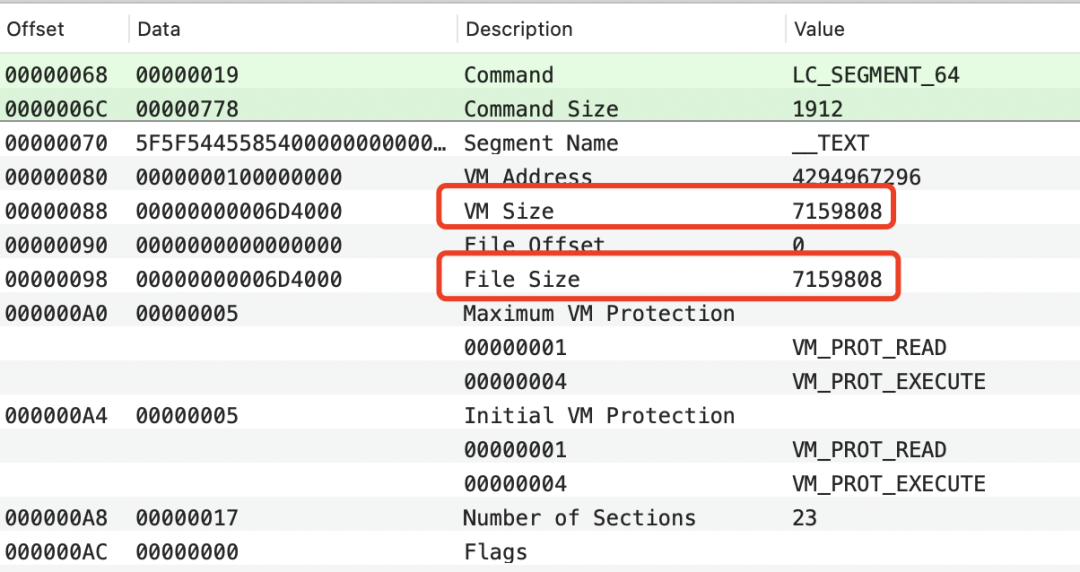 Offset Data Description Value
00000068 00000019 Command LC_SEGMENT_64
0000006C 00000778 Command Size 1912
00000070 5F5F5445585400000000000… Segment Name __TEXT
00000080 0000000100000000 VM Address 4294967296
00000088 00000000006D4000 VM Size 7159808
00000090 0000000000000000 File Offset 0
00000098 00000000006D4000 File Size 7159808
000000A0 00000005 Maximum VM Protection
00000001 VM_PROT_READ
00000004 VM_PROT_EXECUTE
000000A4 00000005 Initial VM Protection
00000001 VM_PROT_READ
00000004 VM_PROT_EXECUTE
000000A8 00000017 Number of Sections 23
000000AC 00000000 Flags